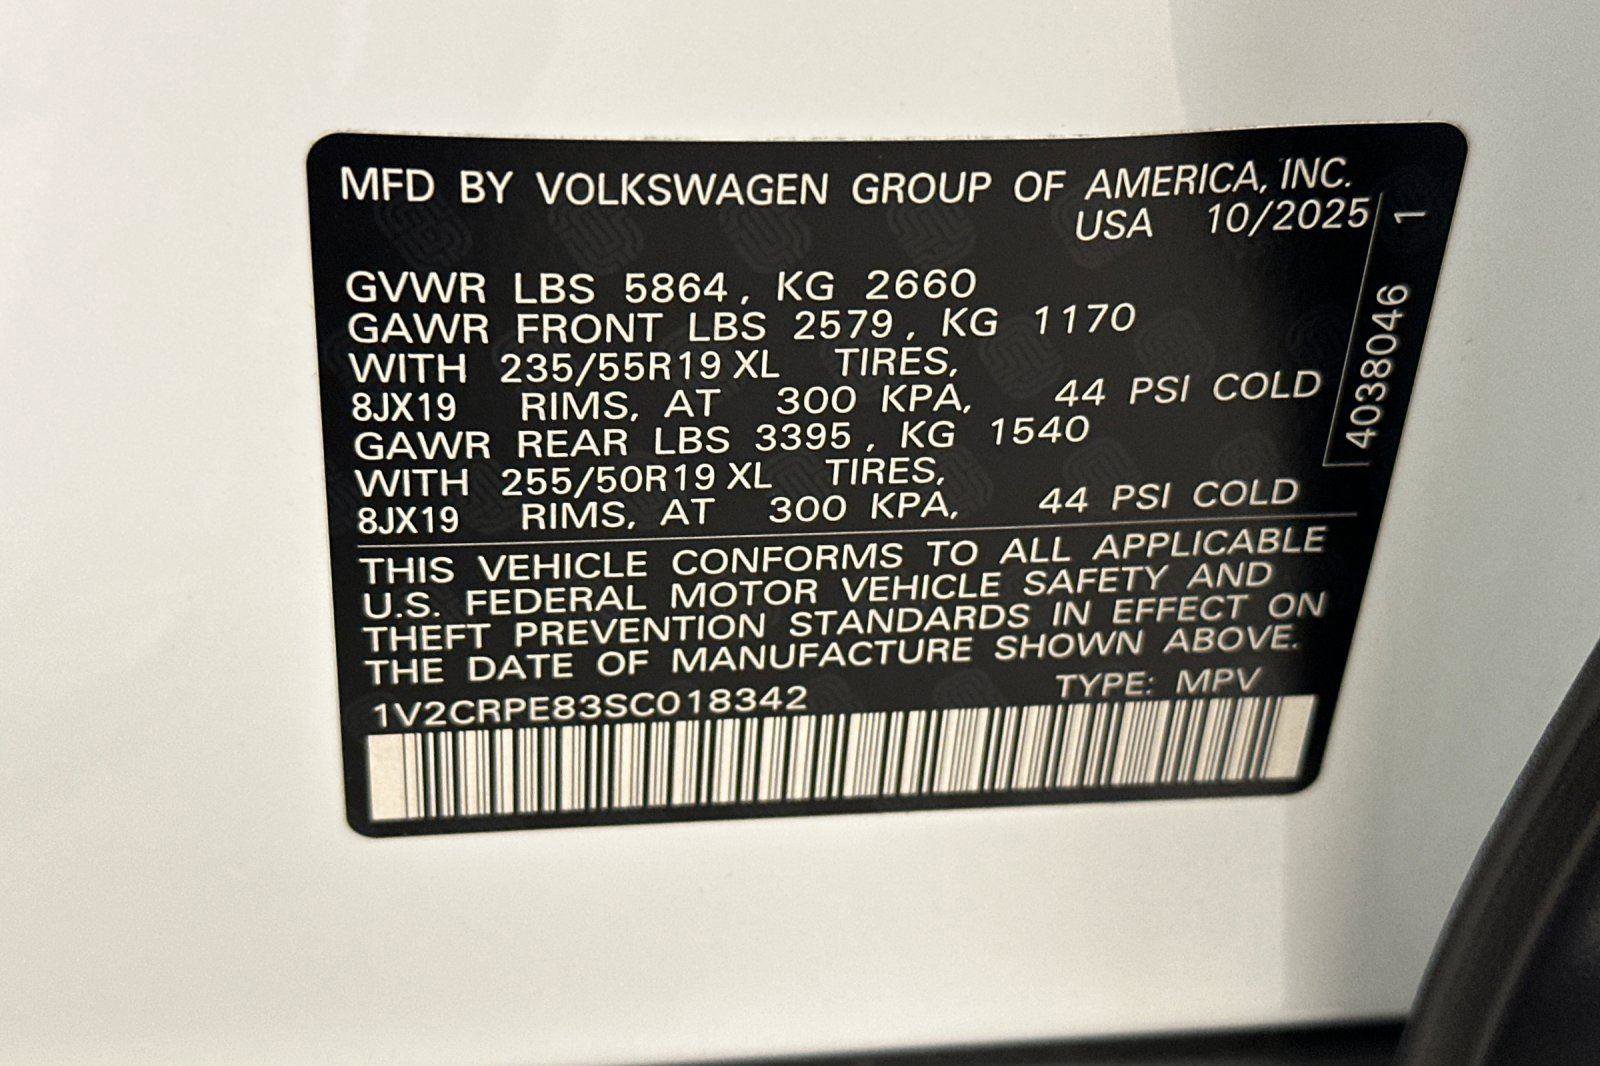 MFD BY VOLKSWAGEN GROUP OF AMERICA, INC.
USA 10/2025
GVWR LBS 5864, KG 2660
GAWR FRONT LBS 2579, KG 1170
WITH 235/55R19 XL TIRES,
8JX19 RIMS, AT 300 KPA, 44 PSI COLD
GAWR REAR LBS 3395, KG 1540
WITH 255/50R19 XL TIRES,
8JX19 RIMS, AT 300 KPA, 44 PSI COLD
THIS VEHICLE CONFORMS TO ALL APPLICABLE
U.S. FEDERAL MOTOR VEHICLE SAFETY AND
THEFT PREVENTION STANDARDS IN EFFECT ON
THE DATE OF MANUFACTURE SHOWN ABOVE.
1V2CRPE83SC018342 TYPE: MPV
4038046 1